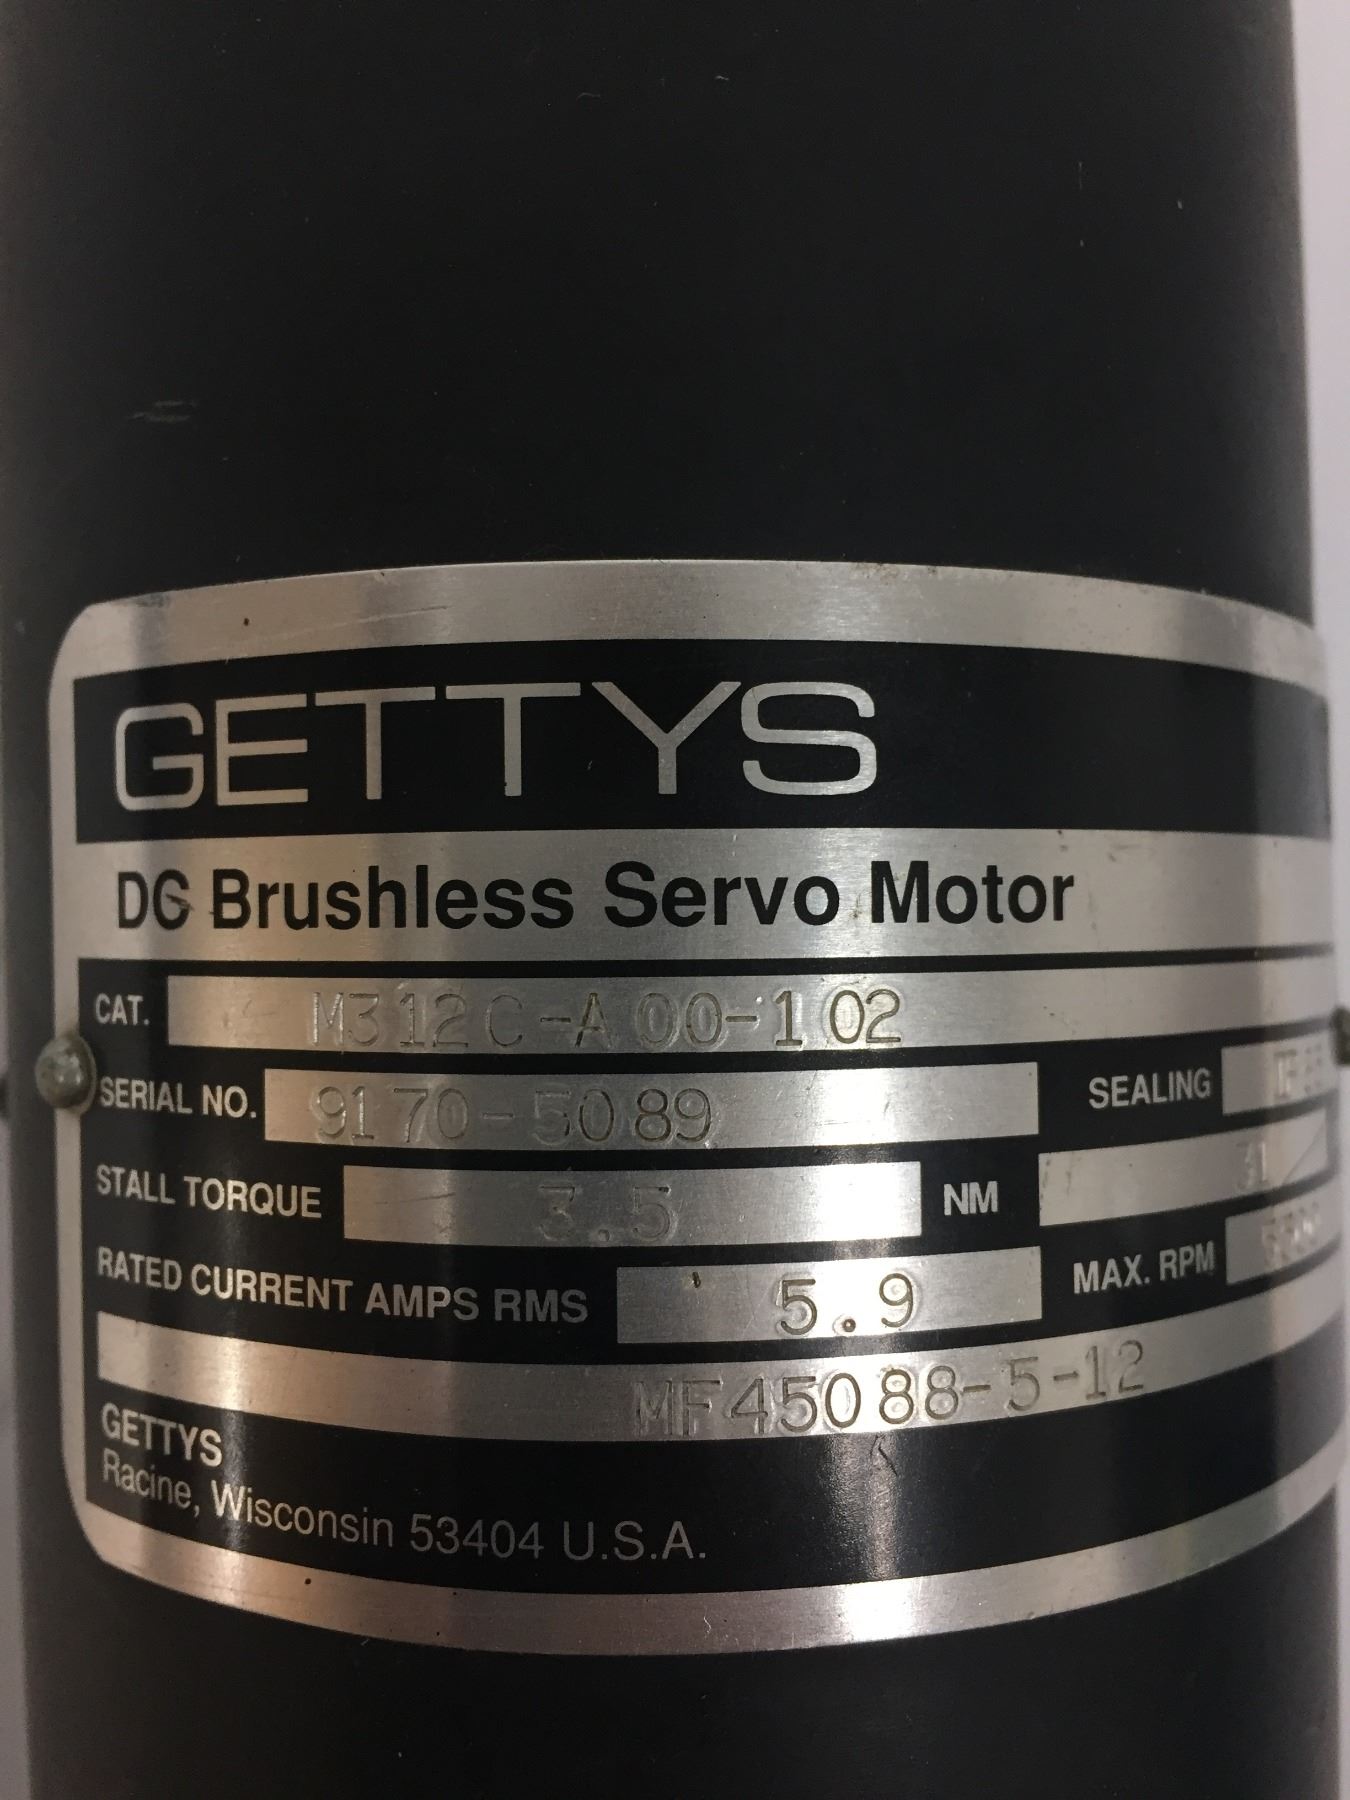 GETTYS
DC Brushless Servo Motor
CAT. M312C-A00-102
SERIAL NO. 9170-5089 SEALING
STALL TORQUE 3.5 NM 31
RATED CURRENT AMPS RMS 5.9 MAX. RPM
MF45088-5-12
GETTYS
Racine, Wisconsin 53404 U.S.A.